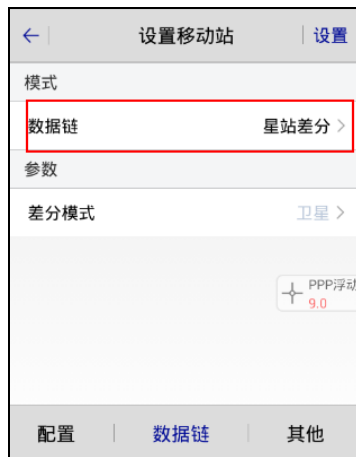 设置移动站 设置
模式
数据链 星站差分
参数
差分模式 卫星
PPP浮动
9.0
配置 数据链 其他